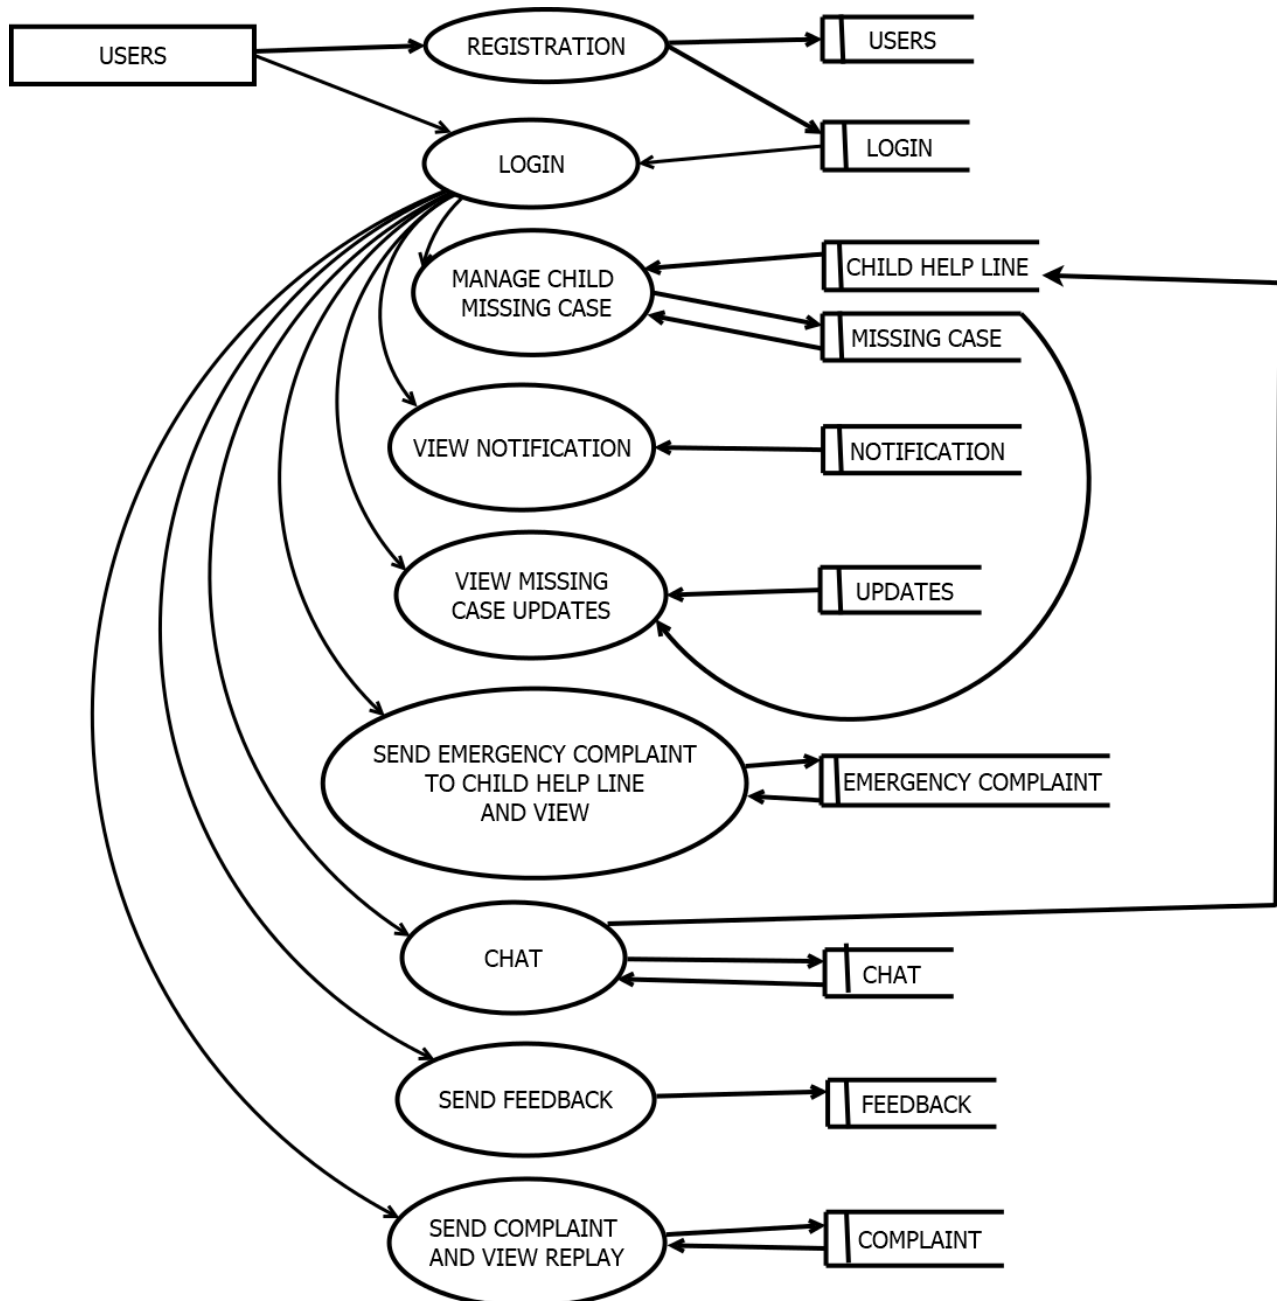 USERS
REGISTRATION
USERS
LOGIN
LOGIN
MANAGE CHILD
MISSING CASE
CHILD HELP LINE
MISSING CASE
VIEW NOTIFICATION
NOTIFICATION
VIEW MISSING
CASE UPDATES
UPDATES
SEND EMERGENCY COMPLAINT
TO CHILD HELP LINE
AND VIEW
EMERGENCY COMPLAINT
CHAT
CHAT
SEND FEEDBACK
FEEDBACK
SEND COMPLAINT
AND VIEW REPLAY
COMPLAINT